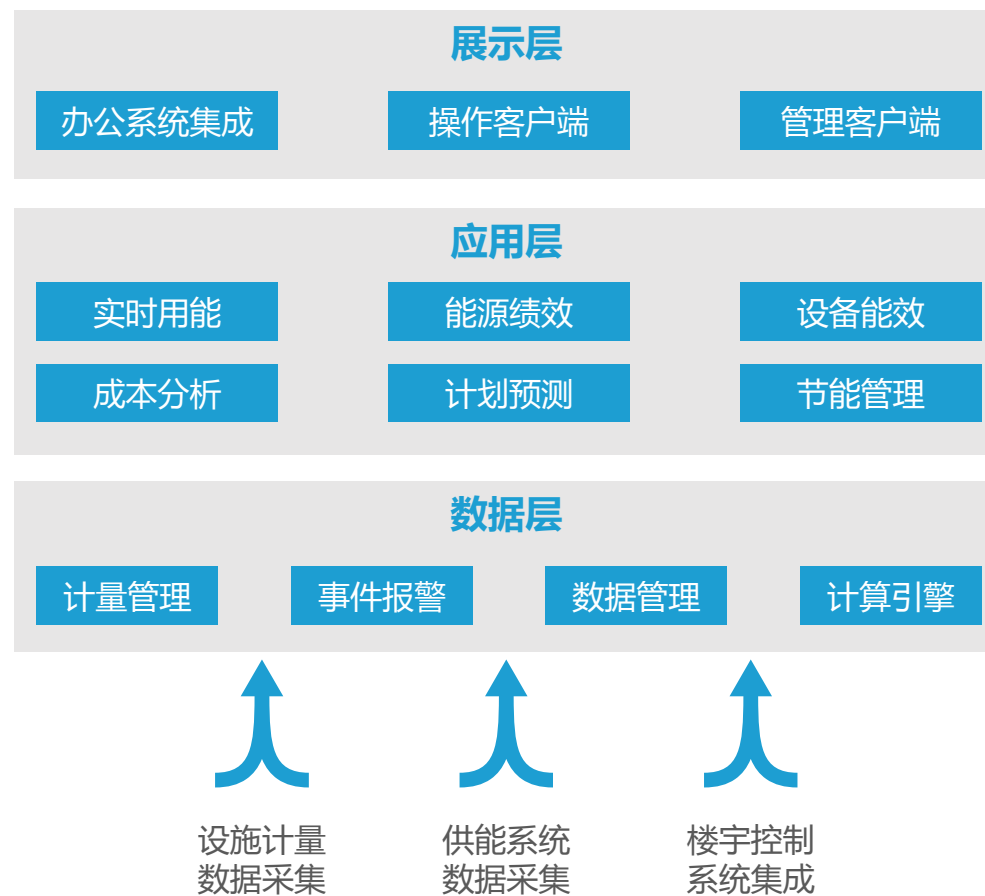 展示层
办公系统集成 操作客户端 管理客户端
应用层
实时用能 能源绩效 设备能效
成本分析 计划预测 节能管理
数据层
计量管理 事件报警 数据管理 计算引擎
设施计量 供能系统 楼宇控制
数据采集 数据采集 系统集成